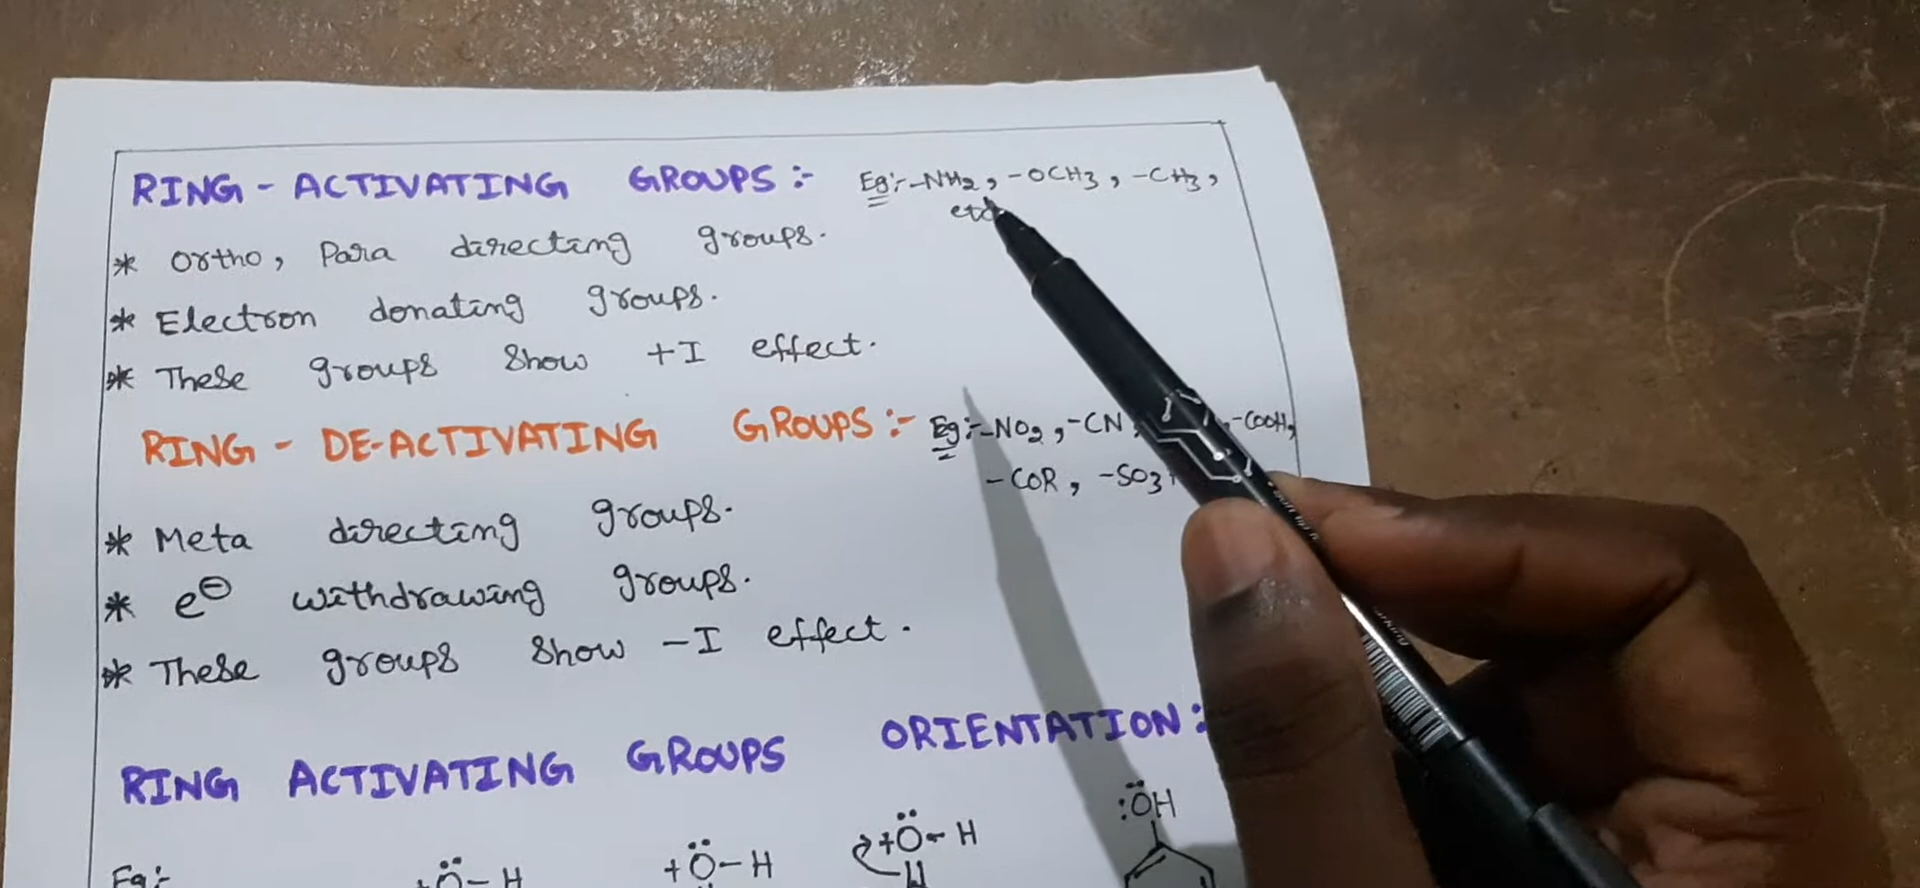 RING - ACTIVATING GROUPS :- Eg:- -NH2, -OCH3, -CH3,
etc
* Ortho, Para directing groups.
* Electron donating groups.
* These groups show +I effect.
RING - DE-ACTIVATING GROUPS :- Eg:- -NO2, -CN, -COOH,
-COR, -SO3
* Meta directing groups.
* e⊖ withdrawing groups.
* These groups show -I effect.
RING ACTIVATING GROUPS ORIENTATION:
:ÖH
+Ö-H
+Ö-H
+Ö-H
Eg:-